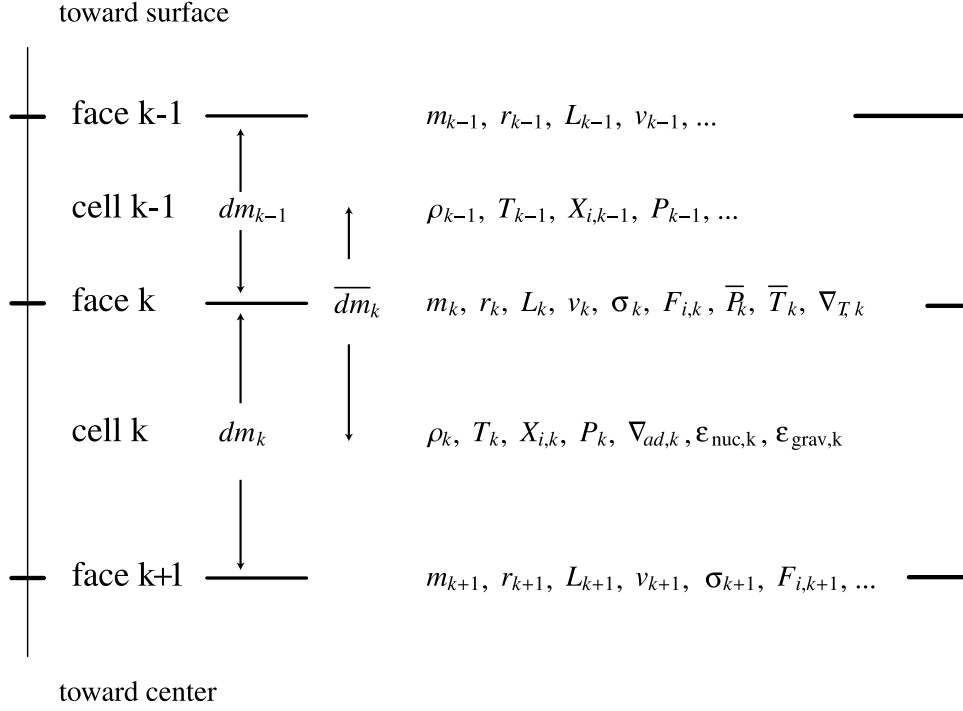 toward surface
face k-1 m_{k−1}, r_{k−1}, L_{k−1}, v_{k−1}, ...
cell k-1 dm_{k−1} ρ_{k−1}, T_{k−1}, X_{i,k−1}, P_{k−1}, ...
face k \overline{dm}_k m_k, r_k, L_k, v_k, σ_k, F_{i,k}, \overline{P}_k, \overline{T}_k, ∇_{T,k}
cell k dm_k ρ_k, T_k, X_{i,k}, P_k, ∇_{ad,k}, ε_{nuc,k}, ε_{grav,k}
face k+1 m_{k+1}, r_{k+1}, L_{k+1}, v_{k+1}, σ_{k+1}, F_{i,k+1}, ...
toward center